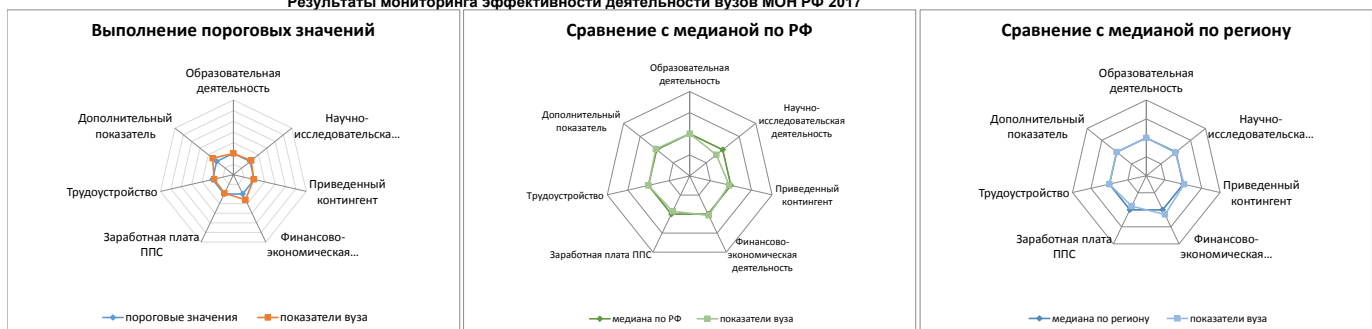 Результаты мониторинга эффективности деятельности вузов МОН РФ 2017
Выполнение пороговых значений
Образовательная
деятельность
Научно-
исследовательска...
Приведенный
контингент
Финансово-
экономическая...
Заработная плата
ППС
Трудоустройство
Дополнительный
показатель
пороговые значения
показатели вуза
Сравнение с медианой по РФ
Образовательная
деятельность
Научно-
исследовательская
деятельность
Приведенный
контингент
Финансово-
экономическая
деятельность
Заработная плата ППС
Трудоустройство
Дополнительный
показатель
медиана по РФ
показатели вуза
Сравнение с медианой по региону
Образовательная
деятельность
Научно-
исследовательска...
Приведенный
контингент
Финансово-
экономическая...
Заработная плата
ППС
Трудоустройство
Дополнительный
показатель
медиана по региону
показатели вуза